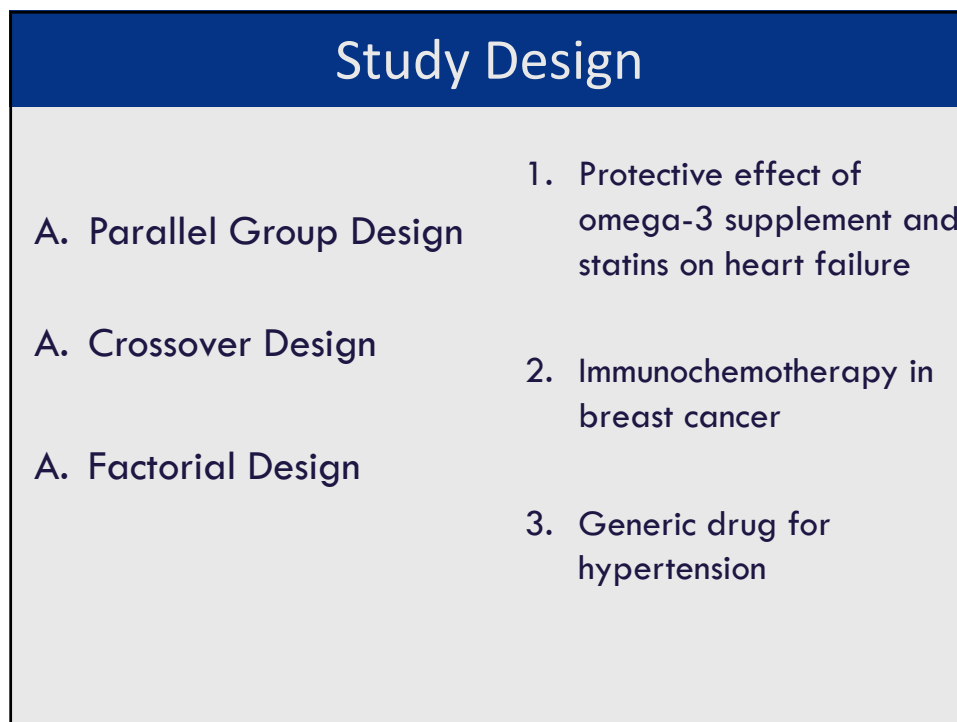 Study Design
A. Parallel Group Design
A. Crossover Design
A. Factorial Design
1. Protective effect of
omega-3 supplement and
statins on heart failure
2. Immunochemotherapy in
breast cancer
3. Generic drug for
hypertension